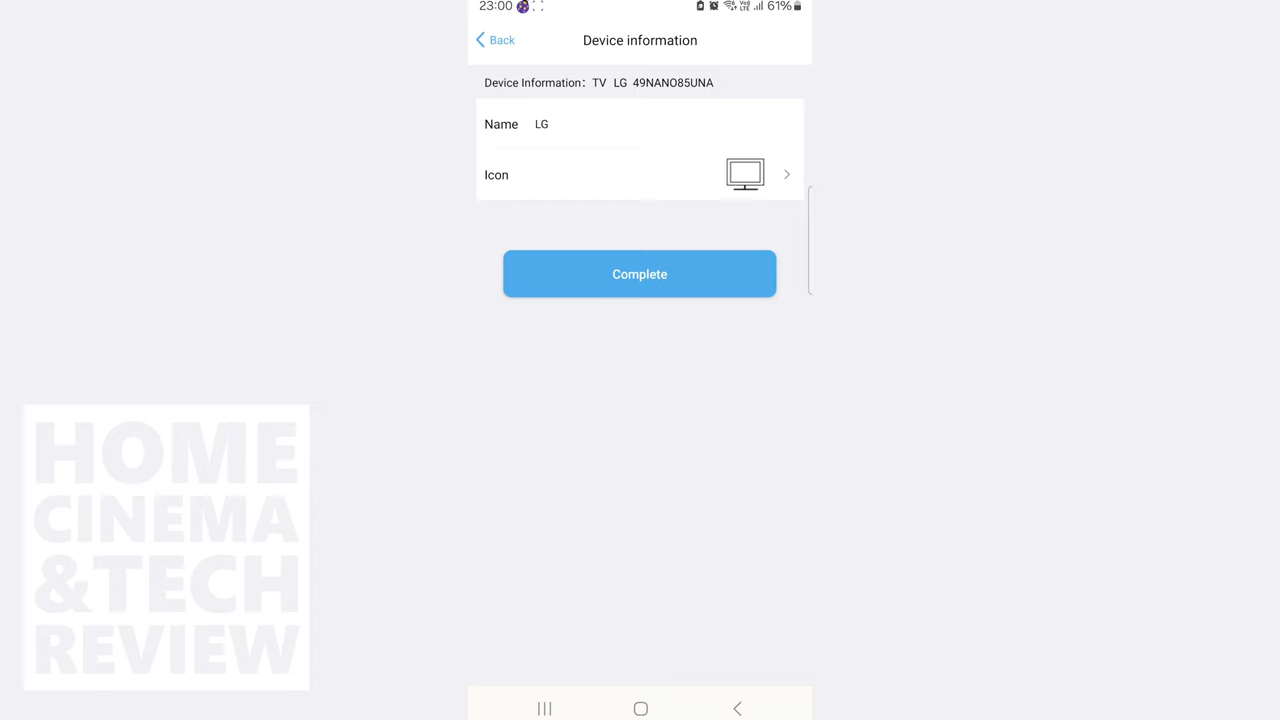 23:00 61%
Back Device information
Device Information: TV LG 49NANO85UNA
Name LG
Icon
Complete
HOME
CINEMA
&TECH
REVIEW